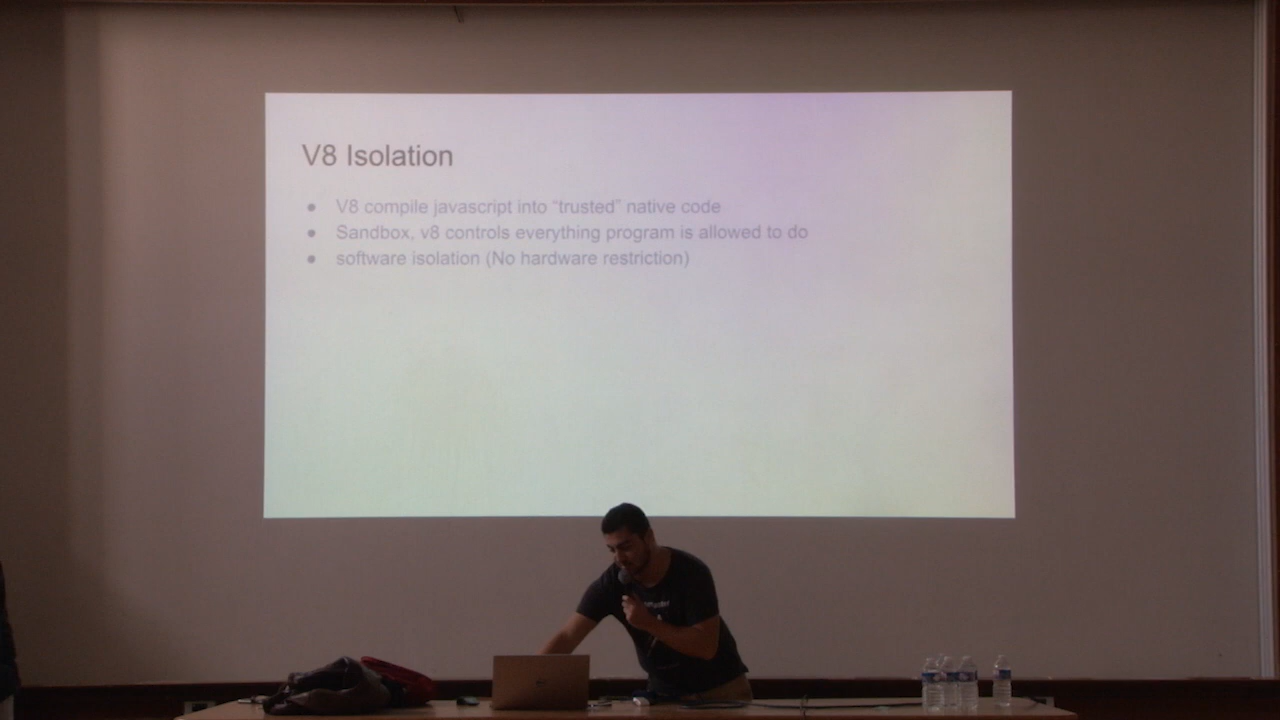 V8 Isolation
● V8 compile javascript into “trusted” native code
● Sandbox, v8 controls everything program is allowed to do
● software isolation (No hardware restriction)